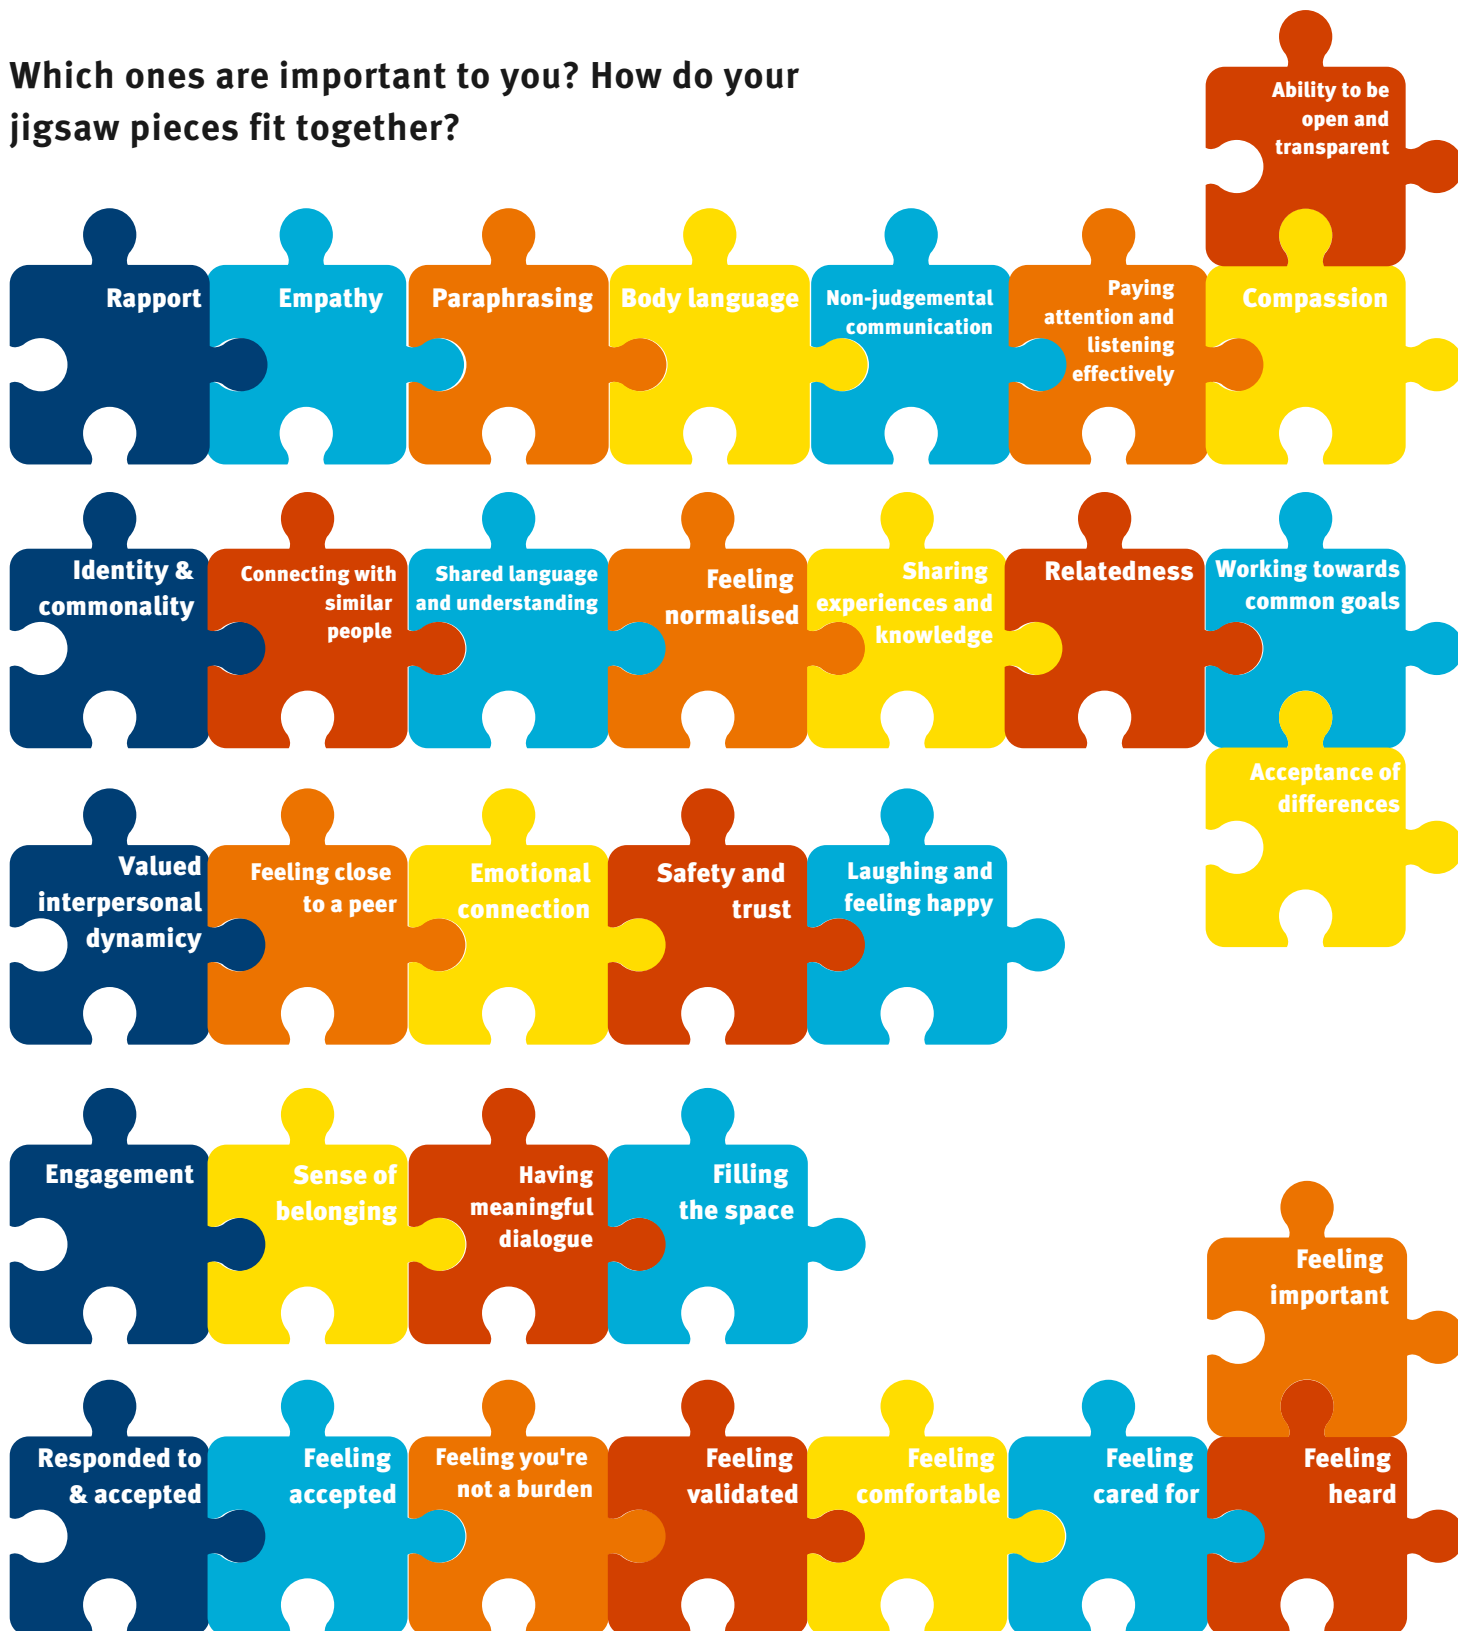 Which ones are important to you? How do your
jigsaw pieces fit together?
Ability to be
open and
transparent
Rapport
Empathy
Paraphrasing
Body language
Non-judgemental
communication
Paying
attention and
listening
effectively
Compassion
Identity &
commonality
Connecting with
similar
people
Shared language
and understanding
Feeling
normalised
Sharing
experiences and
knowledge
Relatedness
Working towards
common goals
Acceptance of
differences
Valued
interpersonal
dynamicy
Feeling close
to a peer
Emotional
connection
Safety and
trust
Laughing and
feeling happy
Engagement
Sense of
belonging
Having
meaningful
dialogue
Filling
the space
Feeling
important
Responded to
& accepted
Feeling
accepted
Feeling you're
not a burden
Feeling
validated
Feeling
comfortable
Feeling
cared for
Feeling
heard